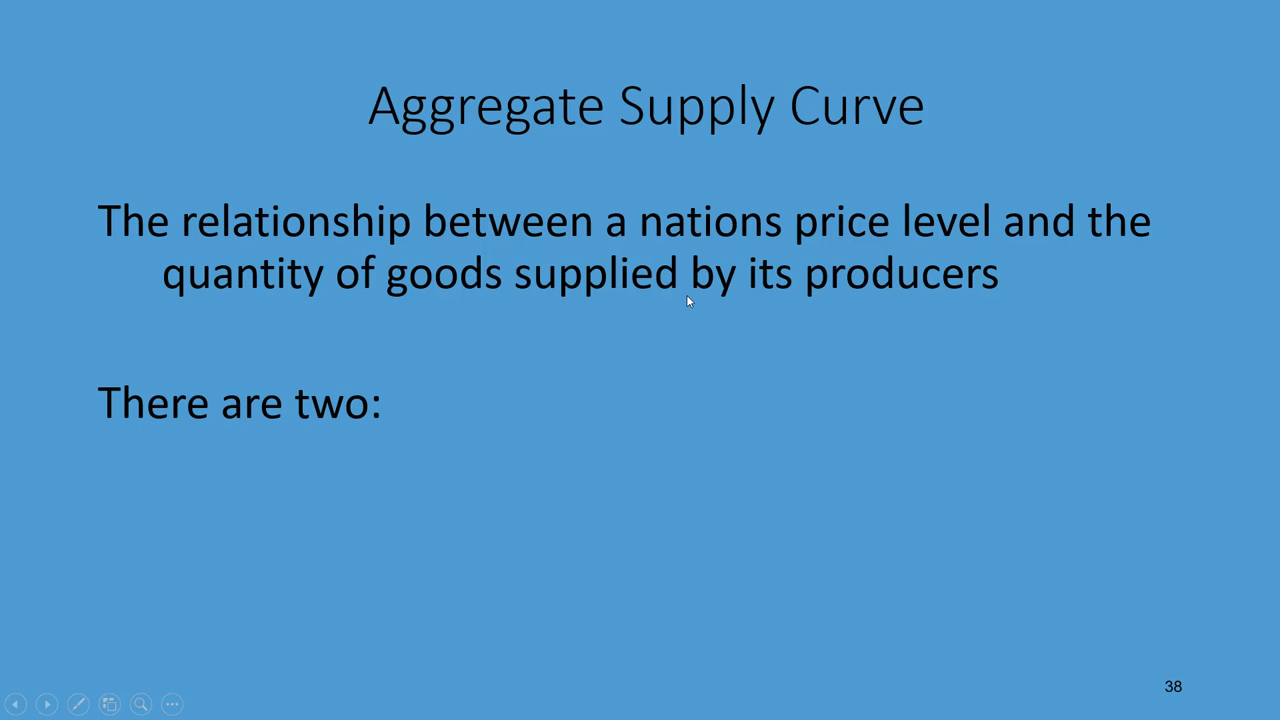 Aggregate Supply Curve
The relationship between a nations price level and the
quantity of goods supplied by its producers
There are two:
38